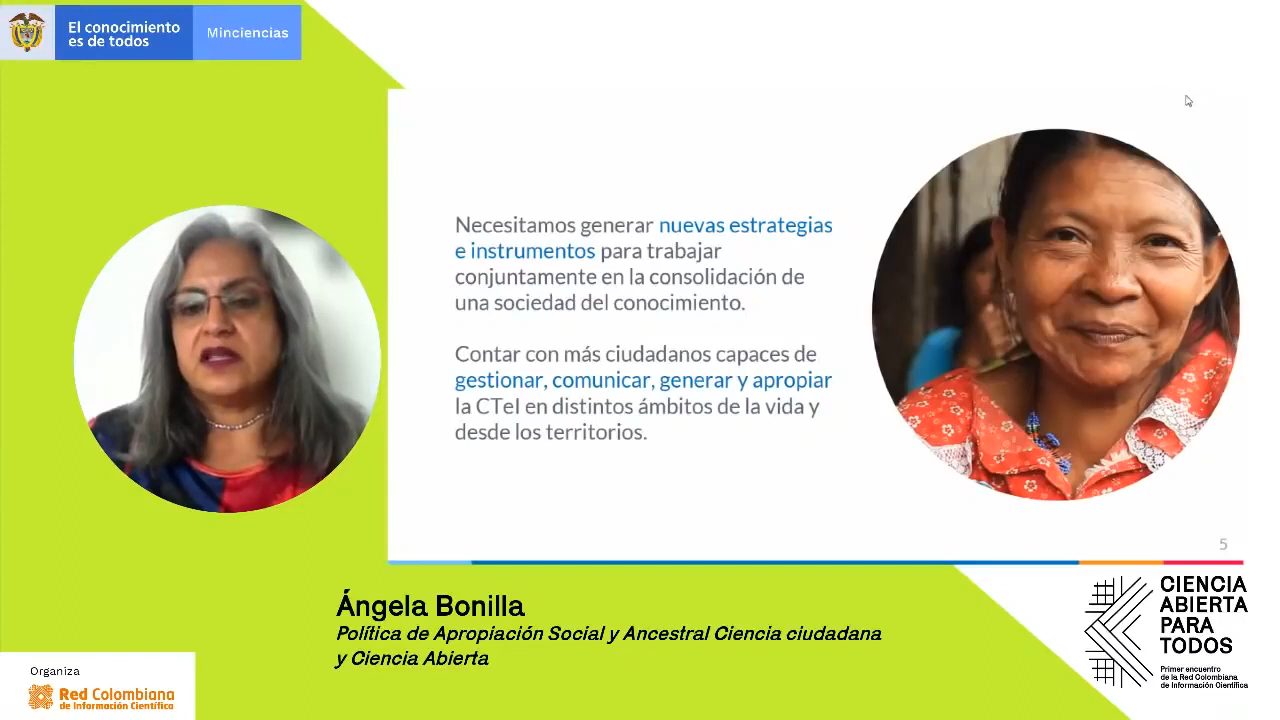 El conocimiento
es de todos
Minciencias
Necesitamos generar nuevas estrategias
e instrumentos para trabajar
conjuntamente en la consolidación de
una sociedad del conocimiento.
Contar con más ciudadanos capaces de
gestionar, comunicar, generar y apropiar
la CTeI en distintos ámbitos de la vida y
desde los territorios.
5
Ángela Bonilla
Política de Apropiación Social y Ancestral Ciencia ciudadana
y Ciencia Abierta
CIENCIA
ABIERTA
PARA
TODOS
Primer encuentro
de la Red Colombiana
de Información Científica
Organiza
Red Colombiana
de Información Científica